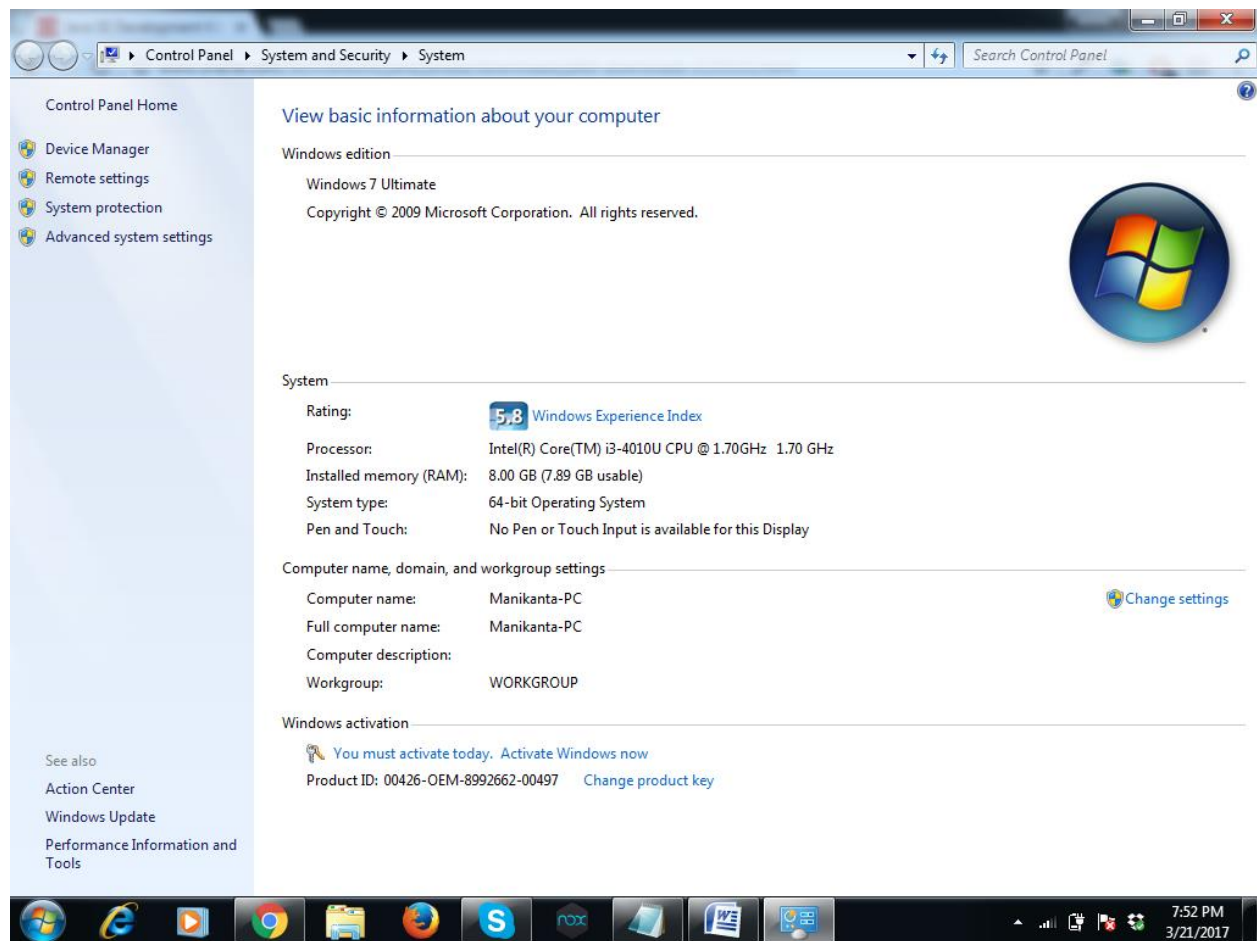 Control Panel ▸ System and Security ▸ System
Search Control Panel
Control Panel Home
Device Manager
Remote settings
System protection
Advanced system settings
See also
Action Center
Windows Update
Performance Information and
Tools
View basic information about your computer
Windows edition
Windows 7 Ultimate
Copyright © 2009 Microsoft Corporation. All rights reserved.
System
Rating: 5,8 Windows Experience Index
Processor: Intel(R) Core(TM) i3-4010U CPU @ 1.70GHz 1.70 GHz
Installed memory (RAM): 8.00 GB (7.89 GB usable)
System type: 64-bit Operating System
Pen and Touch: No Pen or Touch Input is available for this Display
Computer name, domain, and workgroup settings
Computer name: Manikanta-PC
Change settings
Full computer name: Manikanta-PC
Computer description:
Workgroup: WORKGROUP
Windows activation
You must activate today. Activate Windows now
Product ID: 00426-OEM-8992662-00497 Change product key
nox
7:52 PM
3/21/2017